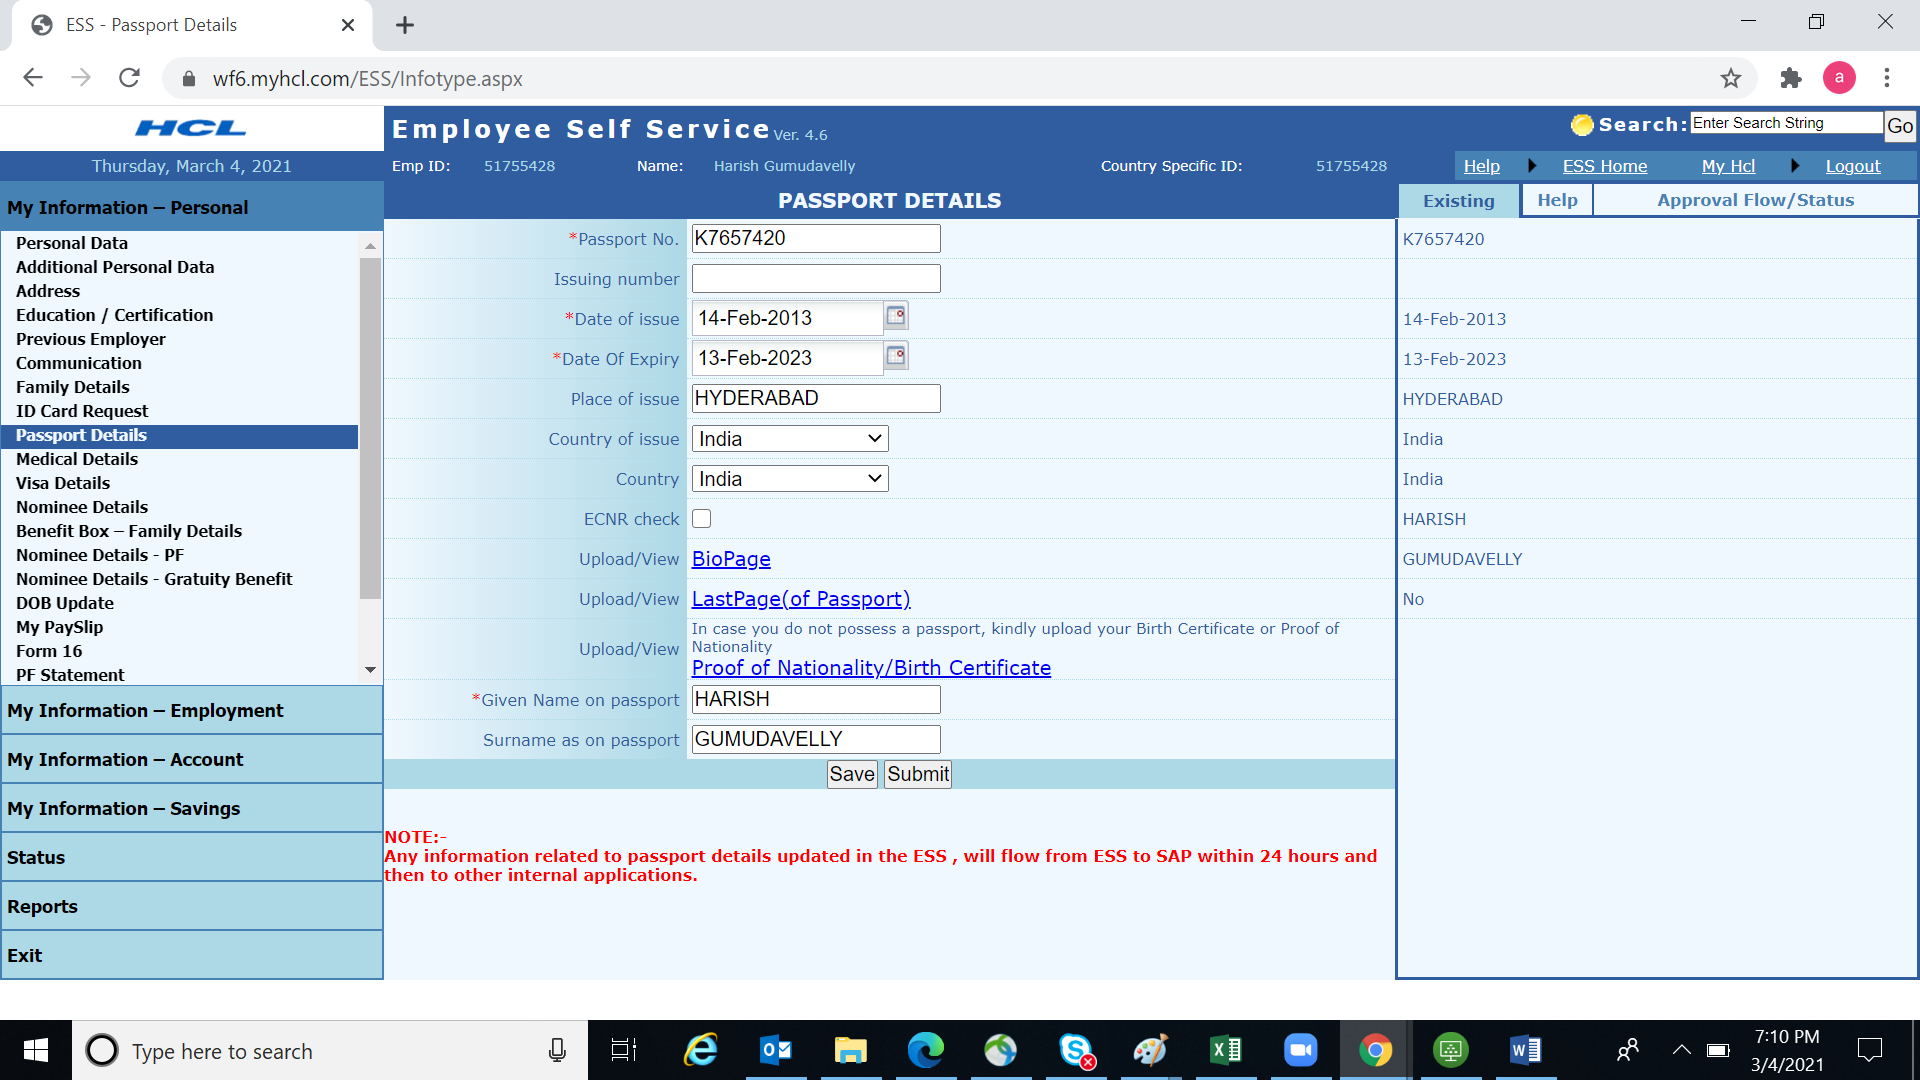 ESS - Passport Details
wf6.myhcl.com/ESS/Infotype.aspx
a
HCL
Employee Self Service Ver. 4.6
Search: Enter Search String Go
Thursday, March 4, 2021
Emp ID: 51755428 Name: Harish Gumudavelly Country Specific ID: 51755428
Help ESS Home My Hcl Logout
My Information – Personal
Personal Data
Additional Personal Data
Address
Education / Certification
Previous Employer
Communication
Family Details
ID Card Request
Passport Details
Medical Details
Visa Details
Nominee Details
Benefit Box – Family Details
Nominee Details - PF
Nominee Details - Gratuity Benefit
DOB Update
My PaySlip
Form 16
PF Statement
My Information – Employment
My Information – Account
My Information – Savings
Status
Reports
Exit
PASSPORT DETAILS
*Passport No. K7657420
Issuing number
*Date of issue 14-Feb-2013
*Date Of Expiry 13-Feb-2023
Place of issue HYDERABAD
Country of issue India
Country India
ECNR check
Upload/View BioPage
Upload/View LastPage(of Passport)
In case you do not possess a passport, kindly upload your Birth Certificate or Proof of
Nationality
Upload/View Proof of Nationality/Birth Certificate
*Given Name on passport HARISH
Surname as on passport GUMUDAVELLY
Save Submit
NOTE:-
Any information related to passport details updated in the ESS , will flow from ESS to SAP within 24 hours and
then to other internal applications.
Existing Help Approval Flow/Status
K7657420
14-Feb-2013
13-Feb-2023
HYDERABAD
India
India
HARISH
GUMUDAVELLY
No
Type here to search
7:10 PM
3/4/2021